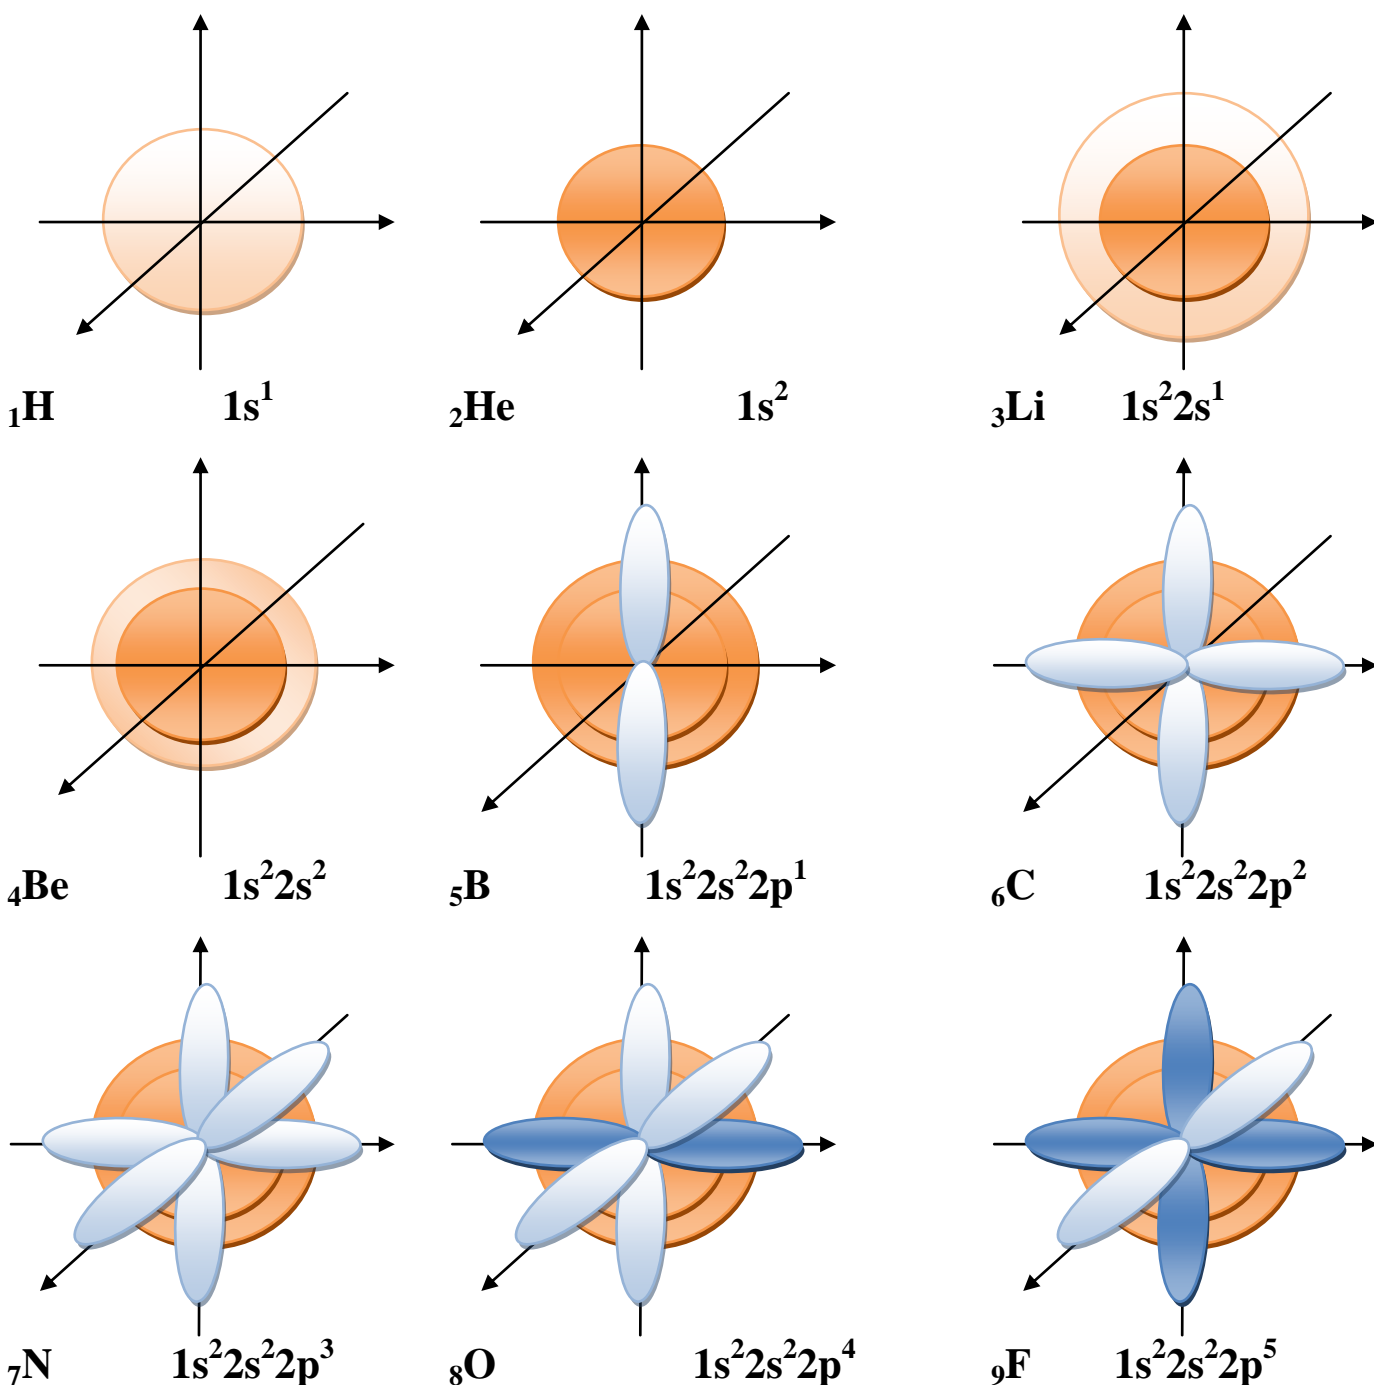 ₁H 1s¹ ₂He 1s² ₃Li 1s²2s¹
₄Be 1s²2s² ₅B 1s²2s²2p¹ ₆C 1s²2s²2p²
₇N 1s²2s²2p³ ₈O 1s²2s²2p⁴ ₉F 1s²2s²2p⁵